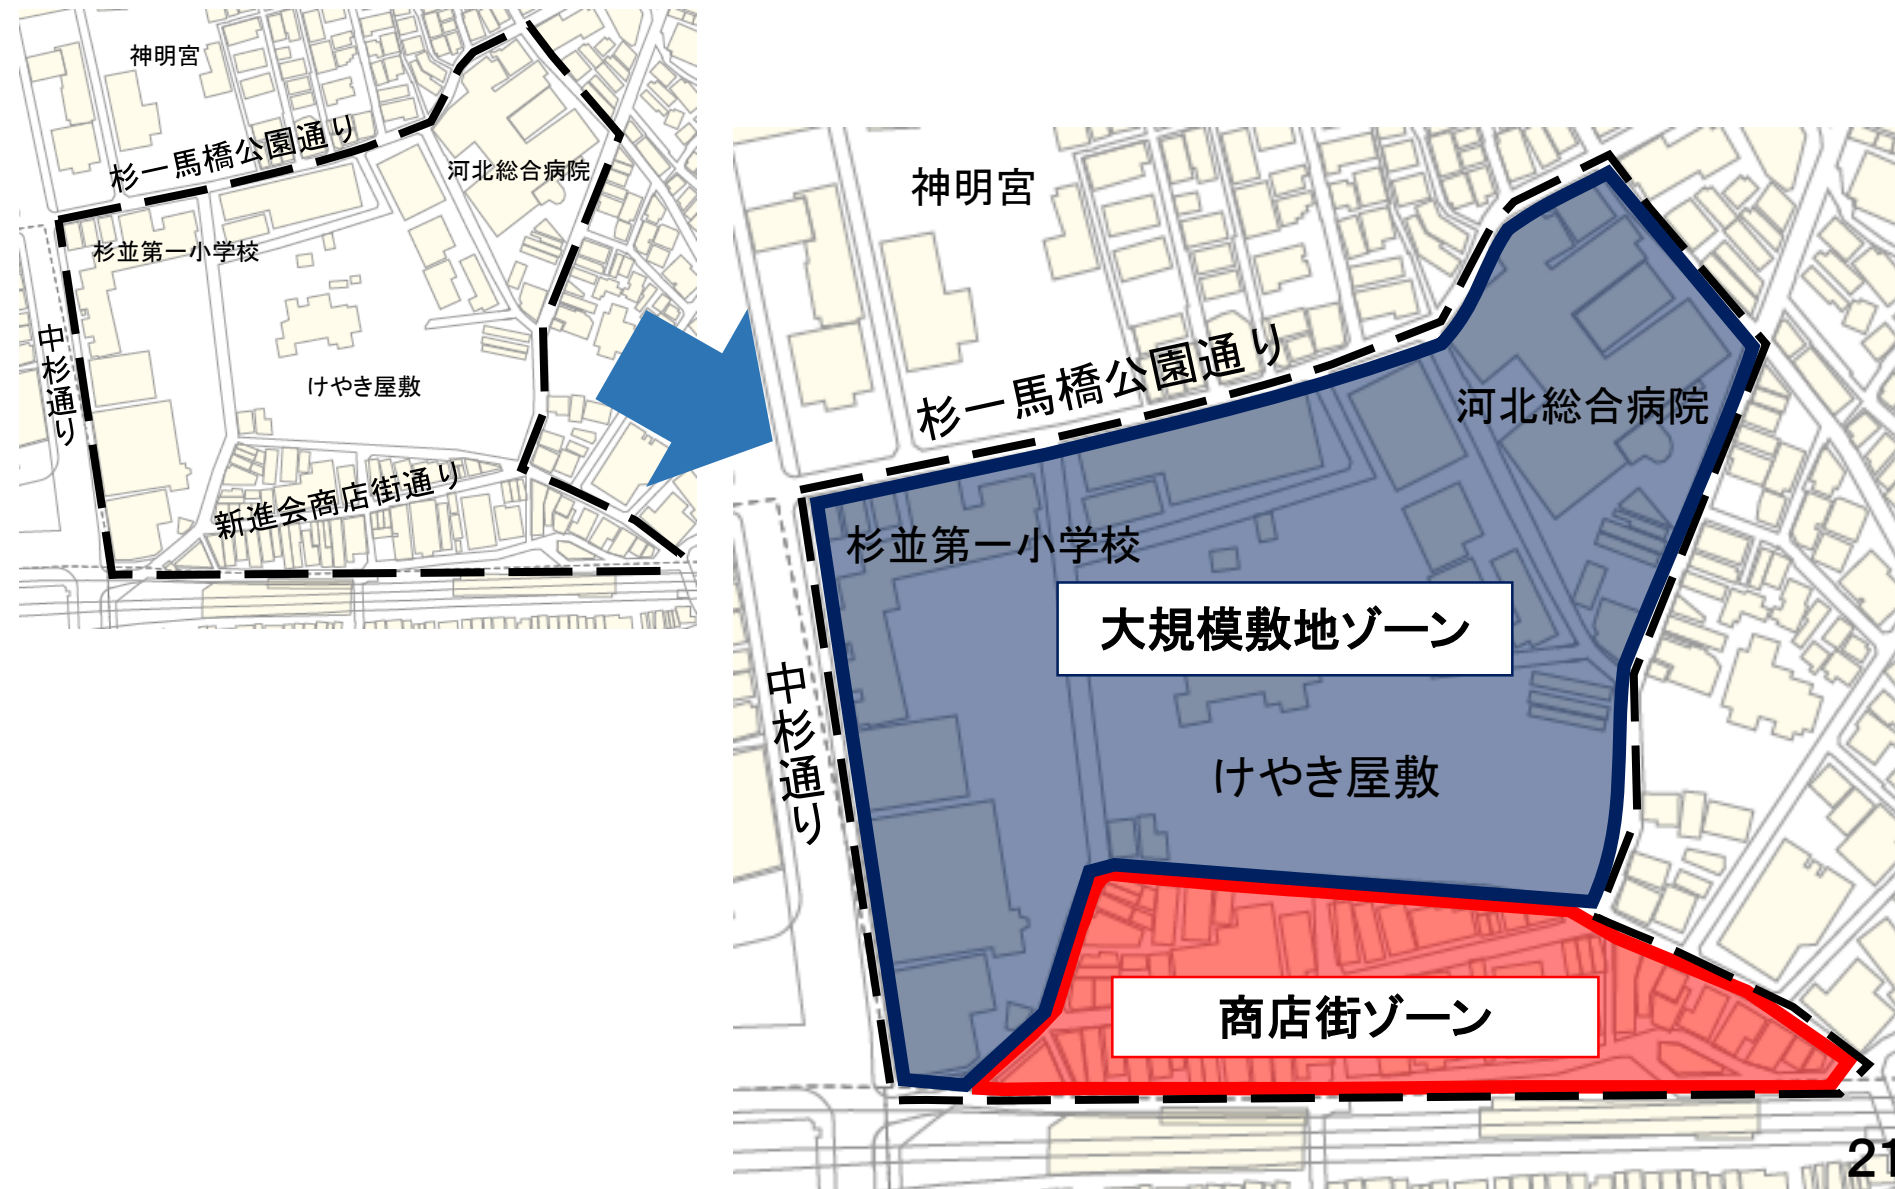 神明宮
杉一馬橋公園通り
河北総合病院
杉並第一小学校
中杉通り
けやき屋敷
新進会商店街通り
神明宮
杉一馬橋公園通り
河北総合病院
杉並第一小学校
大規模敷地ゾーン
中杉通り
けやき屋敷
商店街ゾーン
21